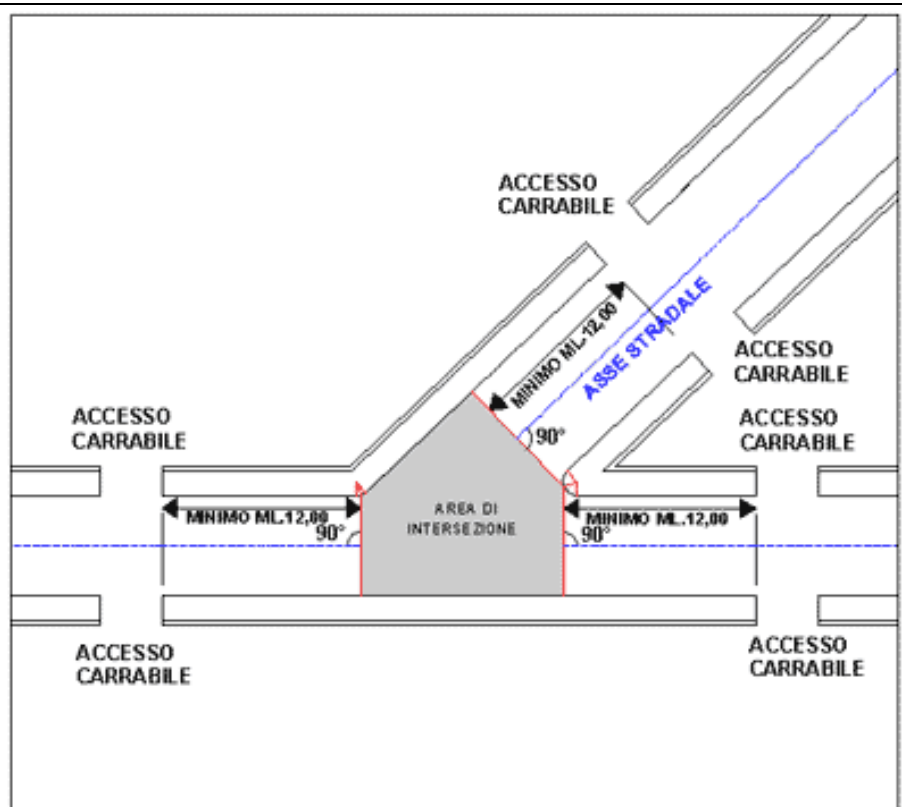 ACCESSO
CARRABILE
MINIMO ML.12,00
ASSE STRADALE
ACCESSO
CARRABILE
90°
ACCESSO
CARRABILE
ACCESSO
CARRABILE
MINIMO ML.12,00
90°
AREA DI
INTERSEZIONE
MINIMO ML.12,00
90°
ACCESSO
CARRABILE
ACCESSO
CARRABILE